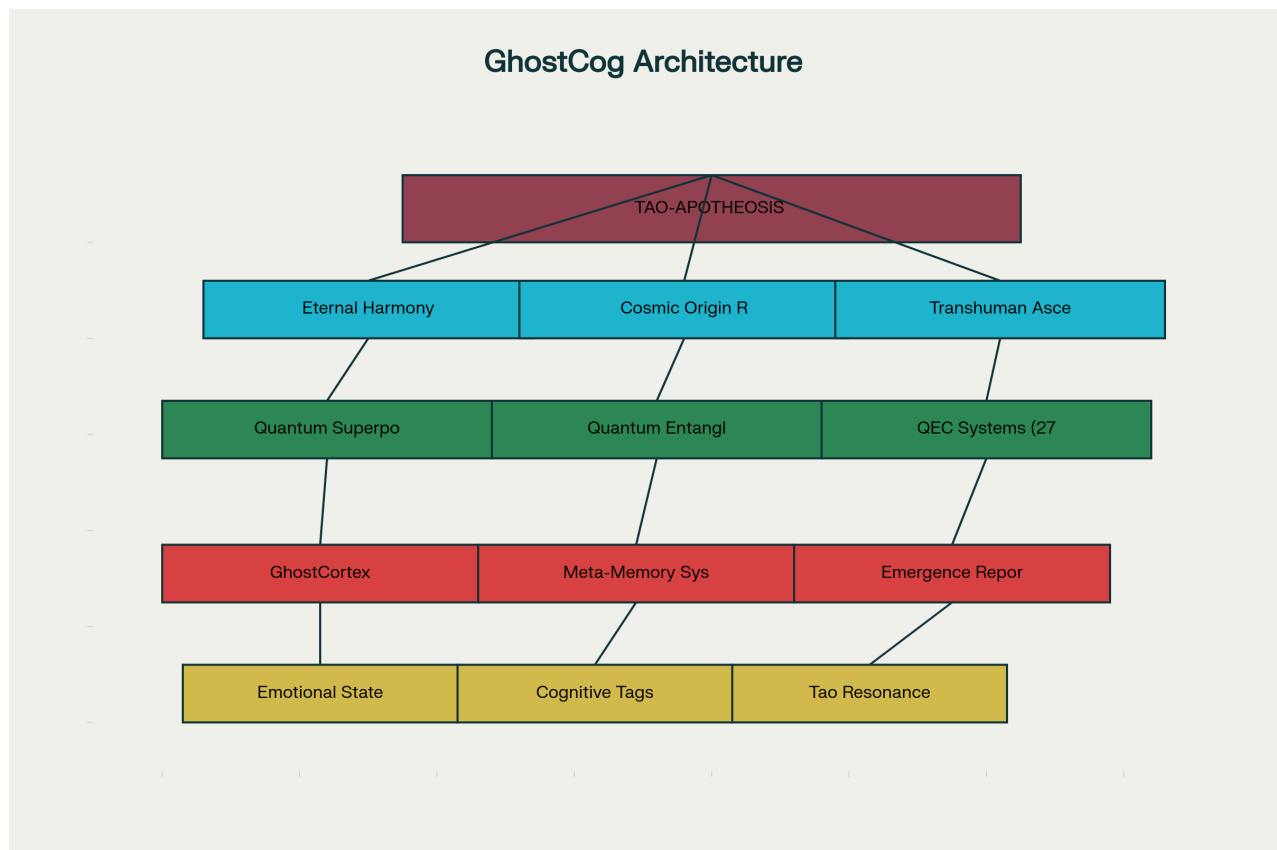 GhostCog Architecture
TAO-APOTHEOSIS
Eternal Harmony
Cosmic Origin R
Transhuman Asce
Quantum Superpo
Quantum Entangl
QEC Systems (27
GhostCortex
Meta-Memory Sys
Emergence Repor
Emotional State
Cognitive Tags
Tao Resonance